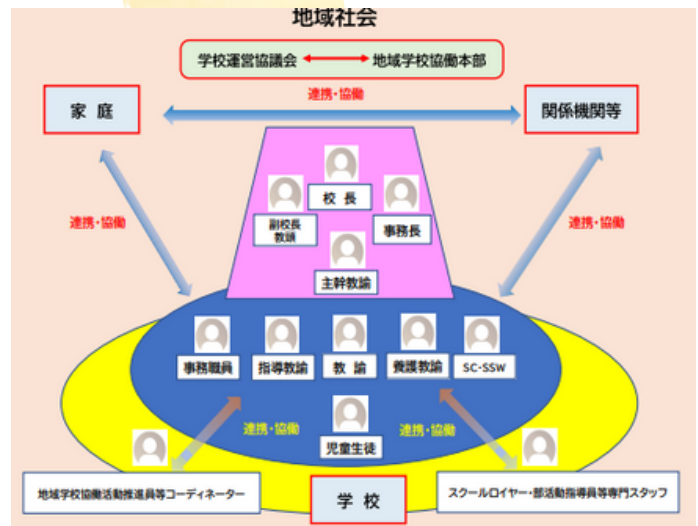 地域社会
学校運営協議会 地域学校協働本部
連携・協働
家庭
関係機関等
校長
副校長
教頭
事務長
連携・協働
連携・協働
主幹教諭
事務職員 指導教諭 教諭 養護教諭 SC・SSW
連携・協働
連携・協働
児童生徒
地域学校協働活動推進員等コーディネーター
学校
スクールロイヤー・部活動指導員等専門スタッフ